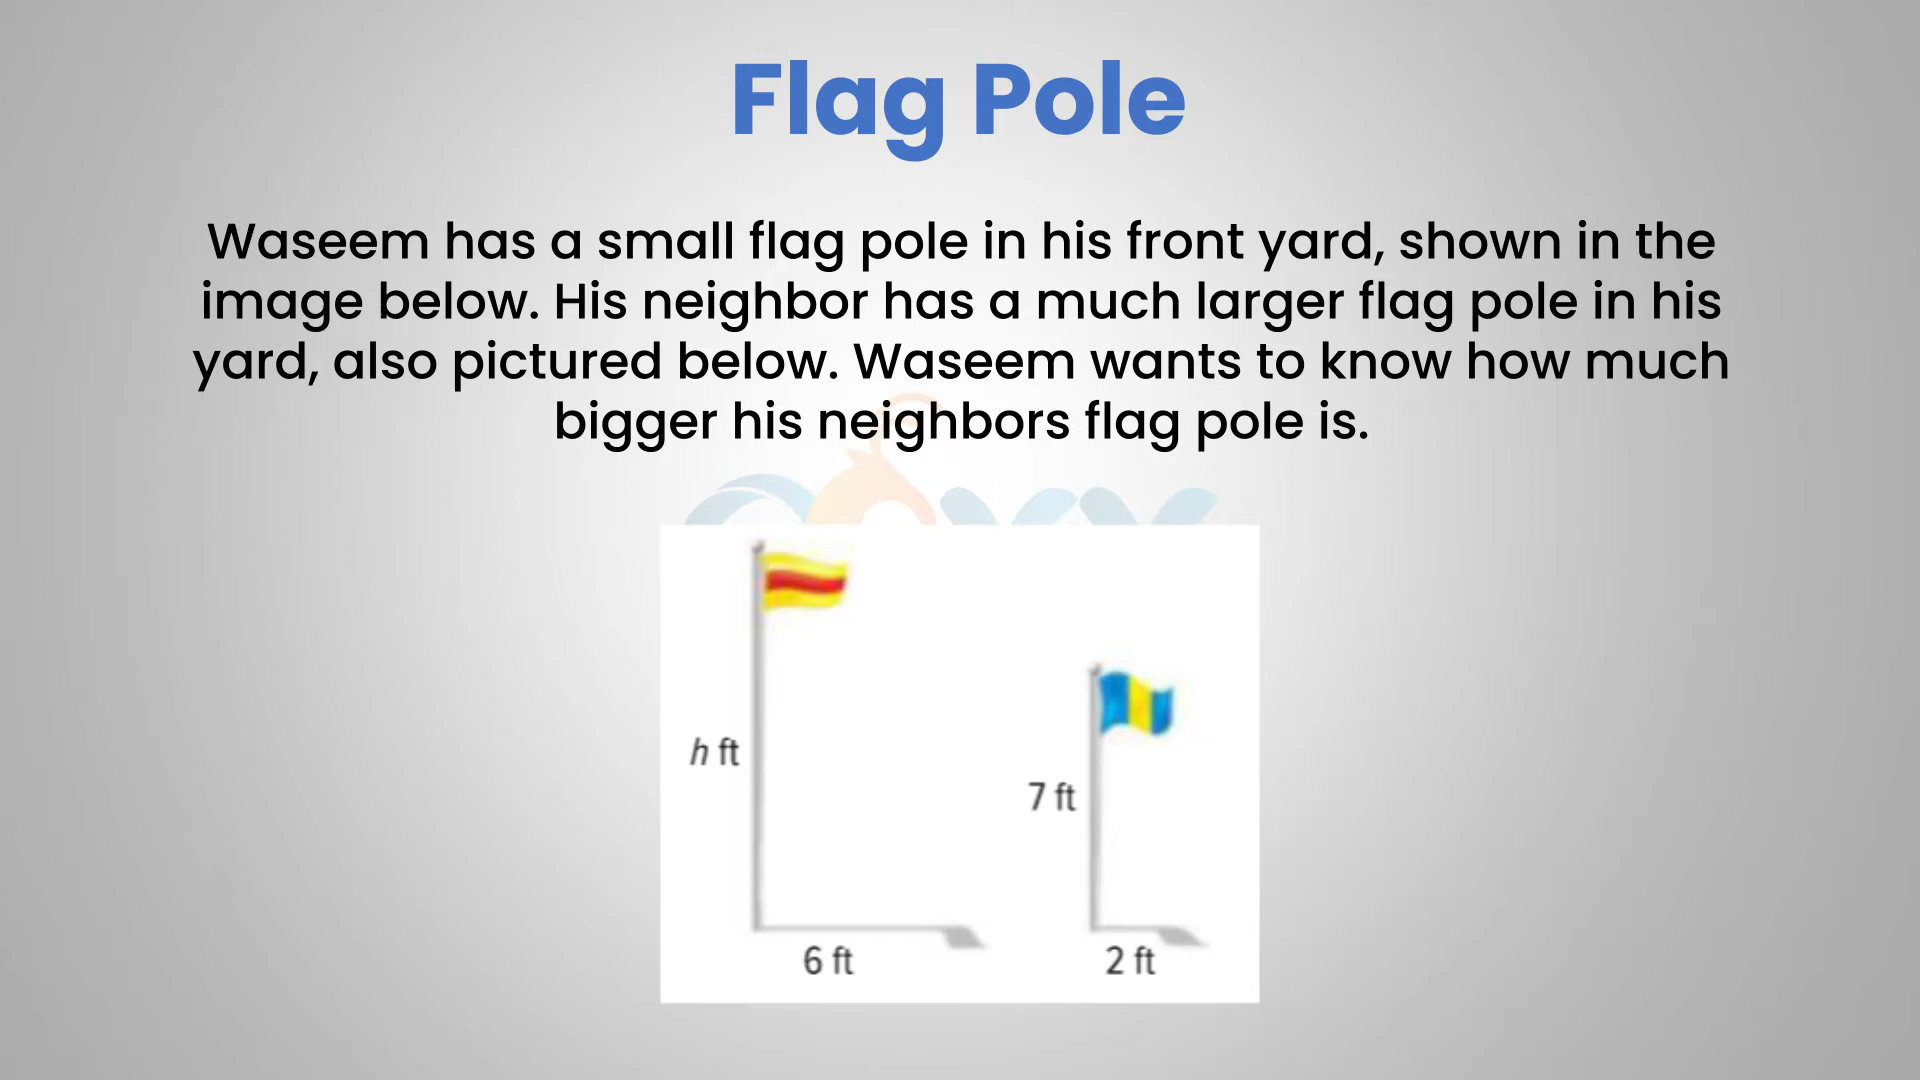 Flag Pole
Waseem has a small flag pole in his front yard, shown in the
image below. His neighbor has a much larger flag pole in his
yard, also pictured below. Waseem wants to know how much
bigger his neighbors flag pole is.
h ft
7 ft
6 ft
2 ft